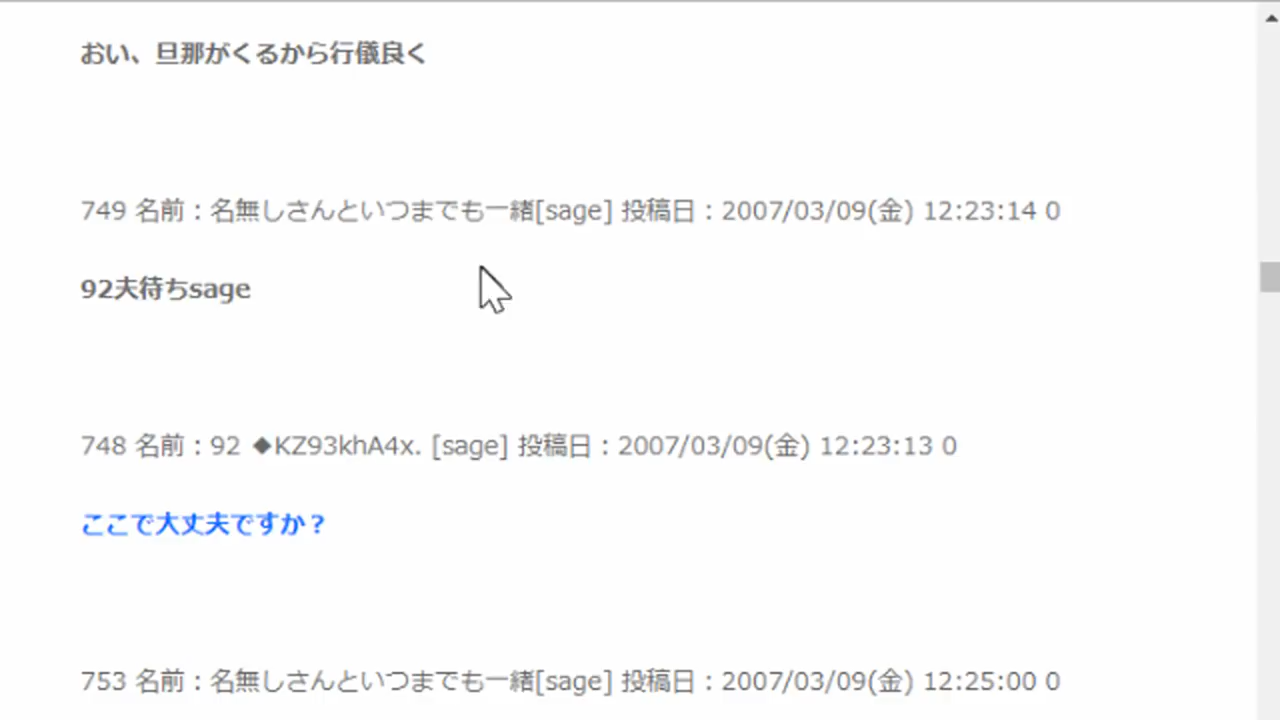 おい、旦那がくるから行儀良く
749 名前：名無しさんといつまでも一緒[sage] 投稿日：2007/03/09(金) 12:23:14 0
92夫待ちsage
748 名前：92 ◆KZ93khA4x. [sage] 投稿日：2007/03/09(金) 12:23:13 0
ここで大丈夫ですか？
753 名前：名無しさんといつまでも一緒[sage] 投稿日：2007/03/09(金) 12:25:00 0